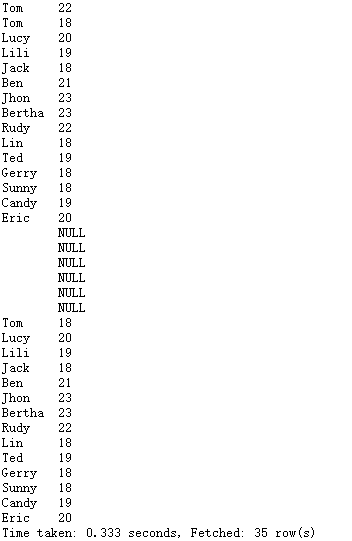 Tom 22
Tom 18
Lucy 20
Lili 19
Jack 18
Ben 21
Jhon 23
Bertha 23
Rudy 22
Lin 18
Ted 19
Gerry 18
Sunny 18
Candy 19
Eric 20
NULL
NULL
NULL
NULL
NULL
NULL
Tom 18
Lucy 20
Lili 19
Jack 18
Ben 21
Jhon 23
Bertha 23
Rudy 22
Lin 18
Ted 19
Gerry 18
Sunny 18
Candy 19
Eric 20
Time taken: 0.333 seconds, Fetched: 35 row(s)